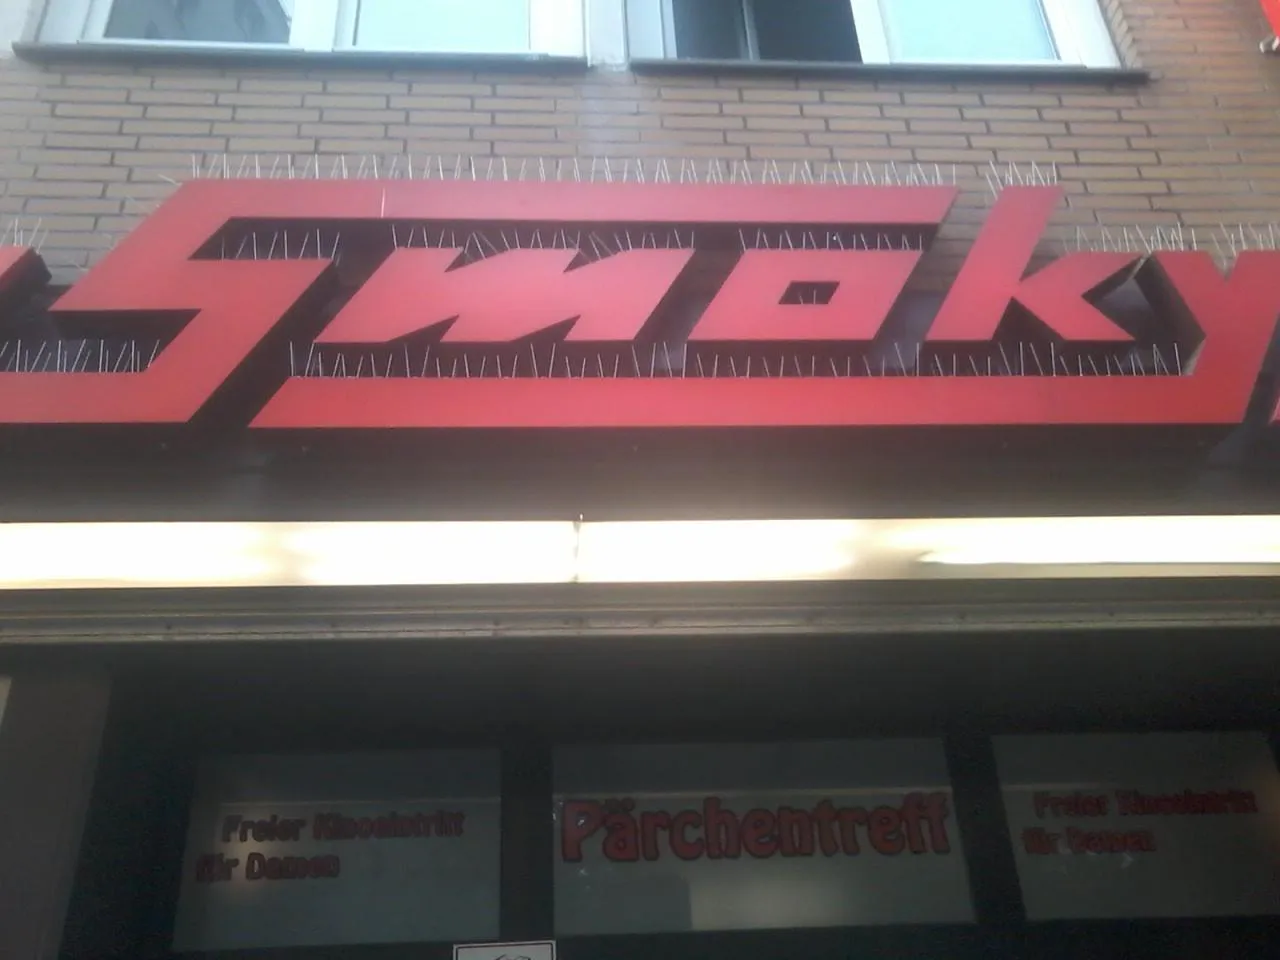 Smoky
Freier Kinoeintritt
für Damen
Pärchentreff
Freier Kinoeintritt
für Damen